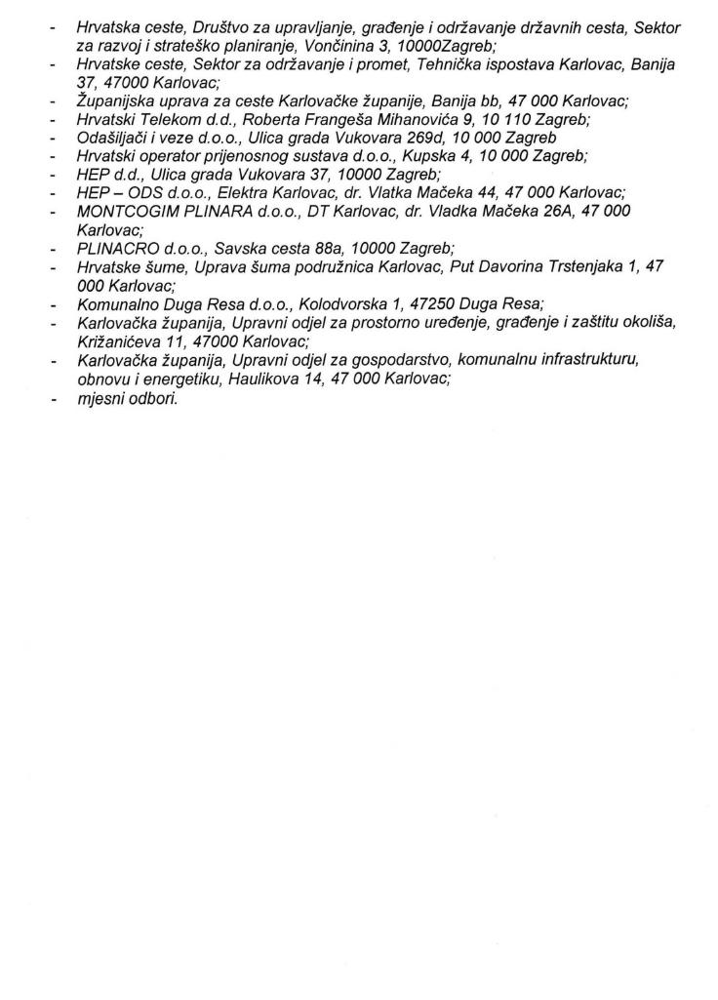 - Hrvatska ceste, Društvo za upravljanje, građenje i održavanje državnih cesta, Sektor
za razvoj i strateško planiranje, Vončinina 3, 10000Zagreb;
- Hrvatske ceste, Sektor za održavanje i promet, Tehnička ispostava Karlovac, Banija
37, 47000 Karlovac;
- Županijska uprava za ceste Karlovačke županije, Banija bb, 47 000 Karlovac;
- Hrvatski Telekom d.d., Roberta Frangeša Mihanovića 9, 10 110 Zagreb;
- Odašiljači i veze d.o.o., Ulica grada Vukovara 269d, 10 000 Zagreb
- Hrvatski operator prijenosnog sustava d.o.o., Kupska 4, 10 000 Zagreb;
- HEP d.d., Ulica grada Vukovara 37, 10000 Zagreb;
- HEP – ODS d.o.o., Elektra Karlovac, dr. Vlatka Mačeka 44, 47 000 Karlovac;
- MONTCOGIM PLINARA d.o.o., DT Karlovac, dr. Vladka Mačeka 26A, 47 000
Karlovac;
- PLINACRO d.o.o., Savska cesta 88a, 10000 Zagreb;
- Hrvatske šume, Uprava šuma podružnica Karlovac, Put Davorina Trstenjaka 1, 47
000 Karlovac;
- Komunalno Duga Resa d.o.o., Kolodvorska 1, 47250 Duga Resa;
- Karlovačka županija, Upravni odjel za prostorno uređenje, građenje i zaštitu okoliša,
Križanićeva 11, 47000 Karlovac;
- Karlovačka županija, Upravni odjel za gospodarstvo, komunalnu infrastrukturu,
obnovu i energetiku, Haulikova 14, 47 000 Karlovac;
- mjesni odbori.